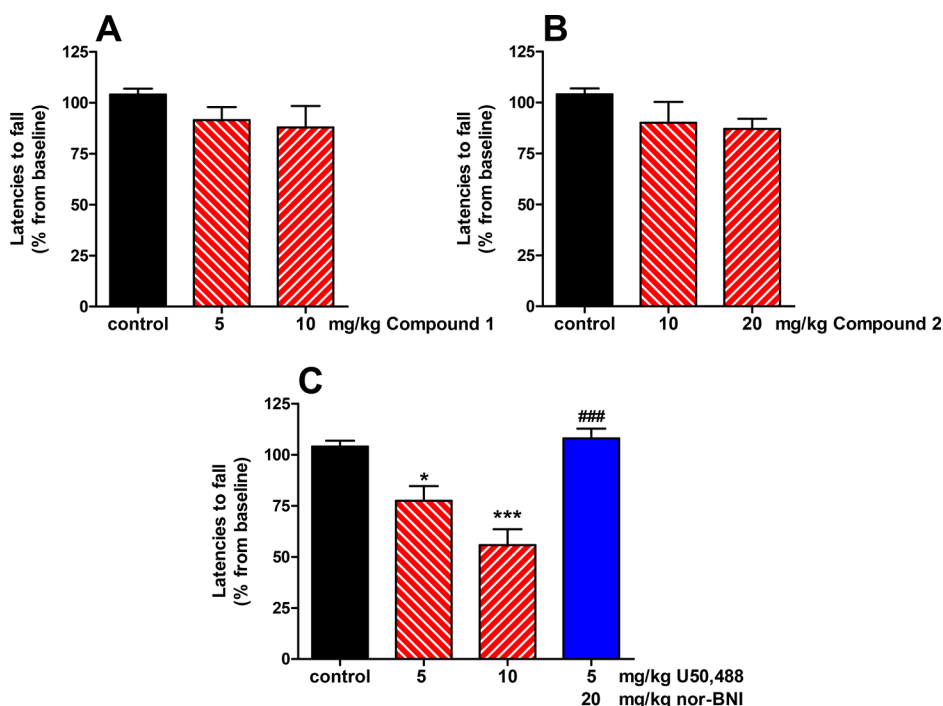 A
Latencies to fall
(% from baseline)
125
100
75
50
25
0
control 5 10 mg/kg Compound 1
B
Latencies to fall
(% from baseline)
125
100
75
50
25
0
control 10 20 mg/kg Compound 2
C
Latencies to fall
(% from baseline)
125
100
75
50
25
0
*
***
###
control 5 10 5 mg/kg U50,488
20 mg/kg nor-BNI